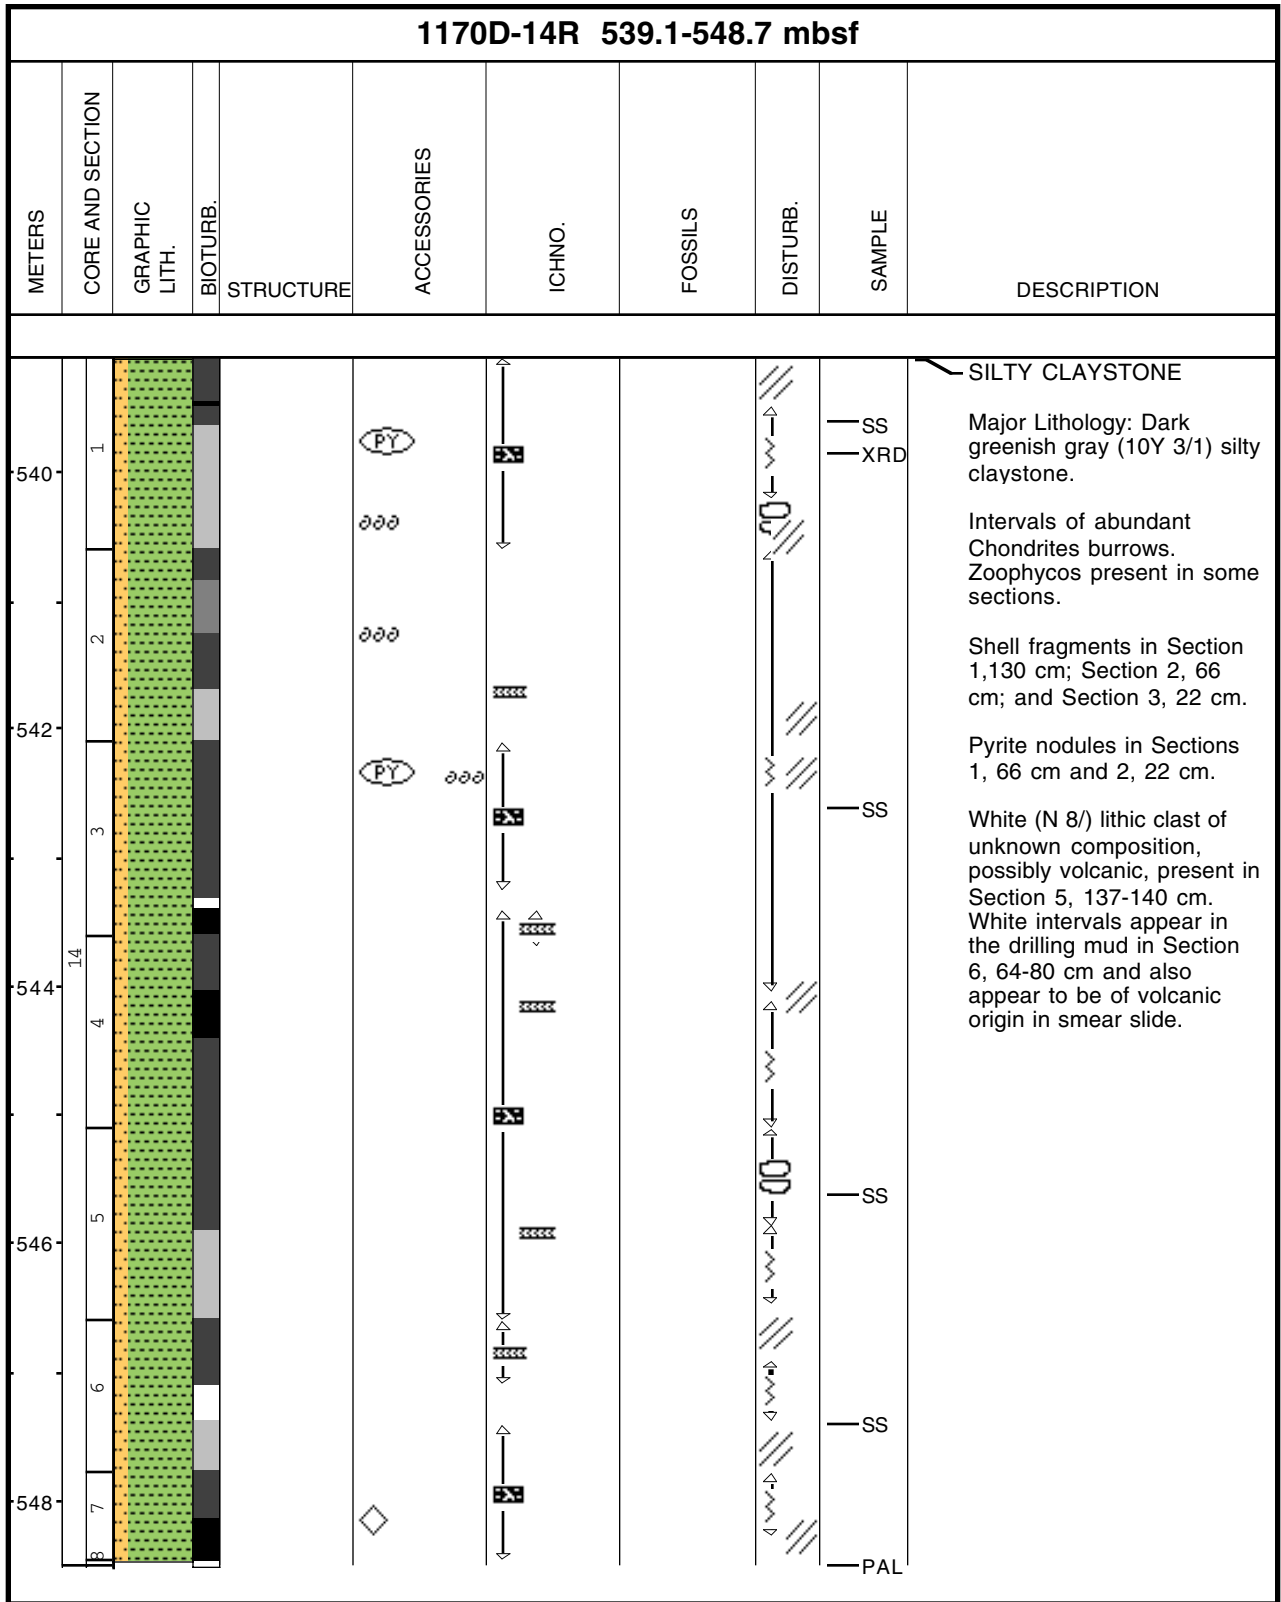 1170D-14R 539.1-548.7 mbsf
METERS
CORE AND SECTION
GRAPHIC
LITH.
BIOTURB.
STRUCTURE
ACCESSORIES
ICHNO.
FOSSILS
DISTURB.
SAMPLE
DESCRIPTION
SILTY CLAYSTONE
Major Lithology: Dark
greenish gray (10Y 3/1) silty
claystone.
Intervals of abundant
Chondrites burrows.
Zoophycos present in some
sections.
Shell fragments in Section
1,130 cm; Section 2, 66
cm; and Section 3, 22 cm.
Pyrite nodules in Sections
1, 66 cm and 2, 22 cm.
White (N 8/) lithic clast of
unknown composition,
possibly volcanic, present in
Section 5, 137-140 cm.
White intervals appear in
the drilling mud in Section
6, 64-80 cm and also
appear to be of volcanic
origin in smear slide.
540
542
544
546
548
14
1
2
3
4
5
6
7
8
PY
PY
SS
XRD
SS
SS
SS
PAL